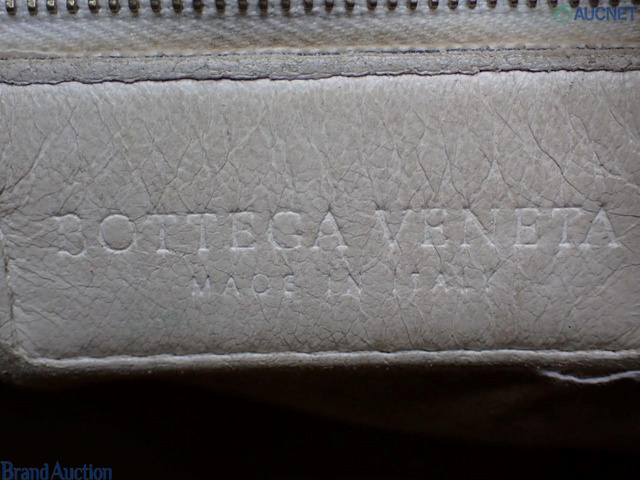 AUCNET
BOTTEGA VENETA
MADE IN ITALY
Brand Auction